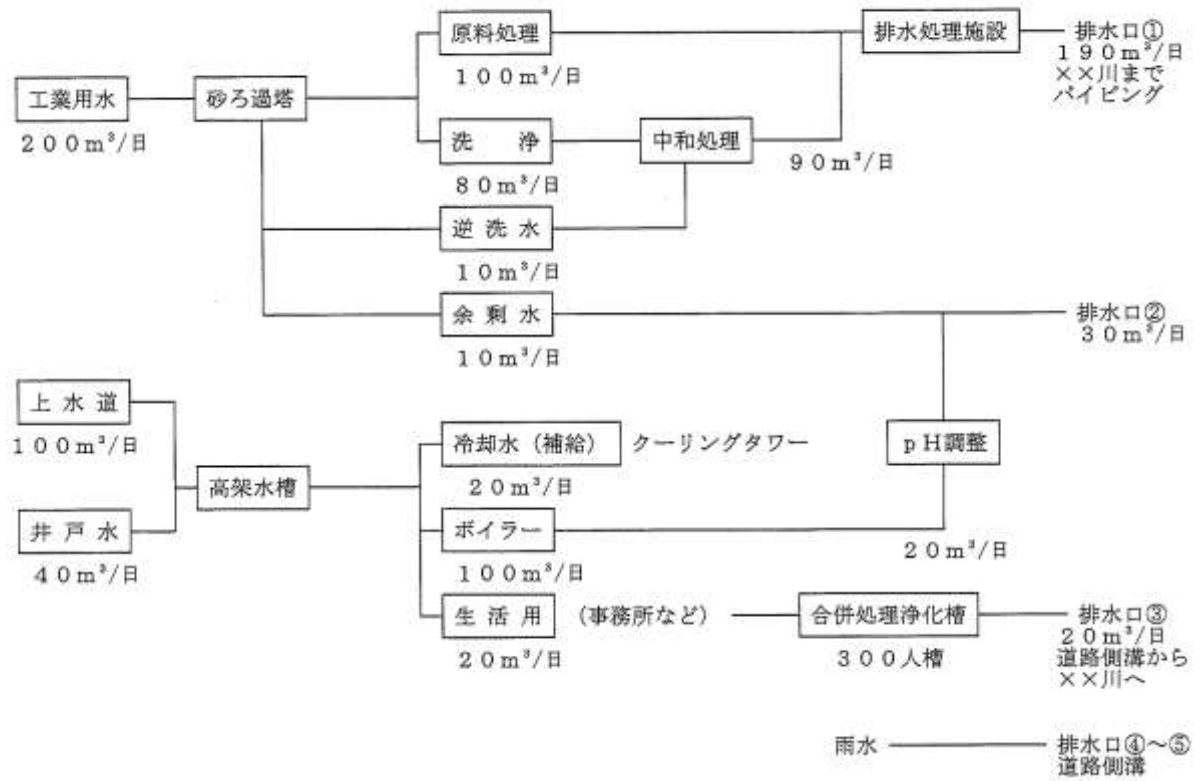 原料処理
100m³/日
排水処理施設
排水口①
190m³/日
××川まで
パイピング
工業用水
200m³/日
砂ろ過塔
洗　浄
80m³/日
中和処理
90m³/日
逆洗水
10m³/日
余剰水
10m³/日
排水口②
30m³/日
上水道
100m³/日
高架水槽
井戸水
40m³/日
冷却水（補給） クーリングタワー
20m³/日
pH調整
ボイラー
100m³/日
20m³/日
生活用 （事務所など）
20m³/日
合併処理浄化槽
300人槽
排水口③
20m³/日
道路側溝から
××川へ
雨水
排水口④～⑤
道路側溝